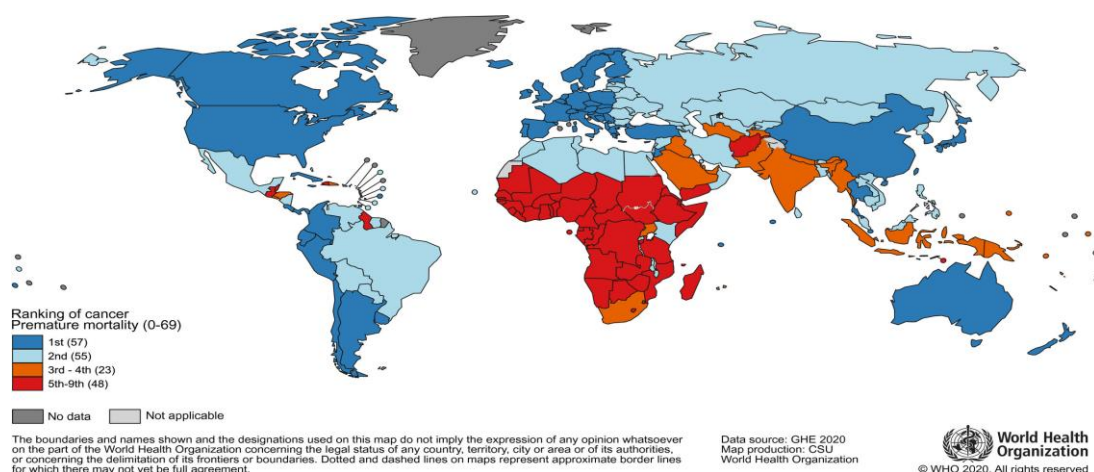 Ranking of cancer
Premature mortality (0-69)
1st (57)
2nd (55)
3rd - 4th (23)
5th-9th (48)
No data
Not applicable
The boundaries and names shown and the designations used on this map do not imply the expression of any opinion whatsoever
on the part of the World Health Organization concerning the legal status of any country, territory, city or area or of its authorities,
or concerning the delimitation of its frontiers or boundaries. Dotted and dashed lines on maps represent approximate border lines
for which there may not yet be full agreement.
Data source: GHE 2020
Map production: CSU
World Health Organization
World Health
Organization
© WHO 2020. All rights reserved